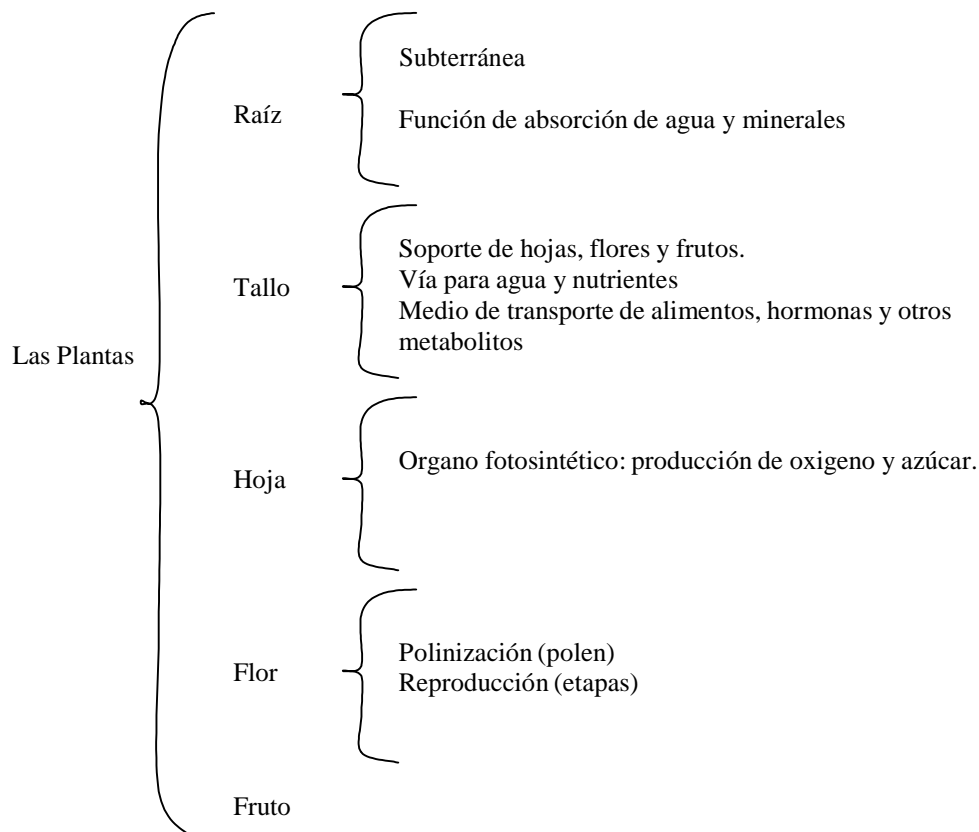 Las Plantas
Raíz
Subterránea
Función de absorción de agua y minerales
Tallo
Soporte de hojas, flores y frutos.
Vía para agua y nutrientes
Medio de transporte de alimentos, hormonas y otros
metabolitos
Hoja
Organo fotosintético: producción de oxigeno y azúcar.
Flor
Polinización (polen)
Reproducción (etapas)
Fruto